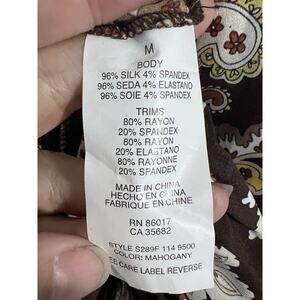 M
BODY
96% SILK 4% SPANDEX
96% SEDA 4% ELASTANO
96% SOIE 4% SPANDEX
TRIMS
80% RAYON
20% SPANDEX
80% RAYON
20% ELASTANO
80% RAYONNE
20% SPANDEX
MADE IN CHINA
HECHO EN CHINA
FABRIQUE EN CHINE
RN 86017
CA 35682
STYLE S289F 114 9500
COLOR: MAHOGANY
EE CARE LABEL REVERSE